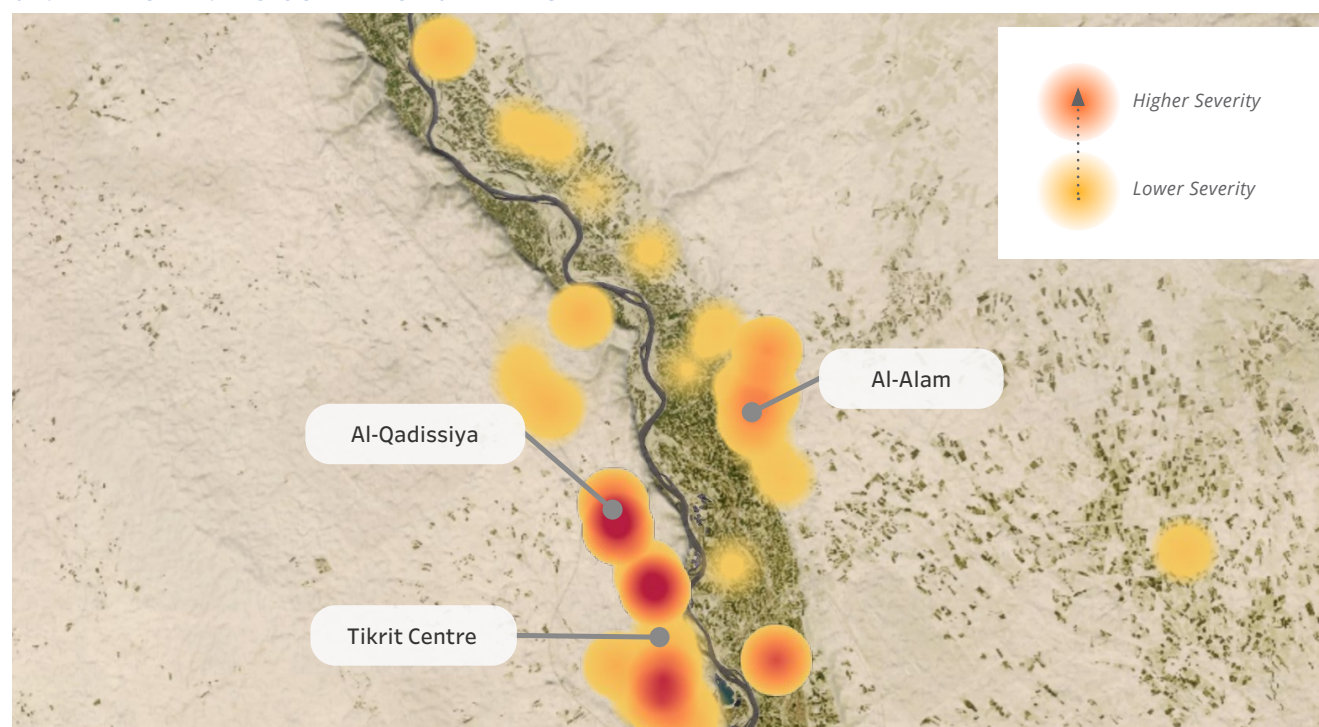 Higher Severity
Lower Severity
Al-Alam
Al-Qadissiya
Tikrit Centre